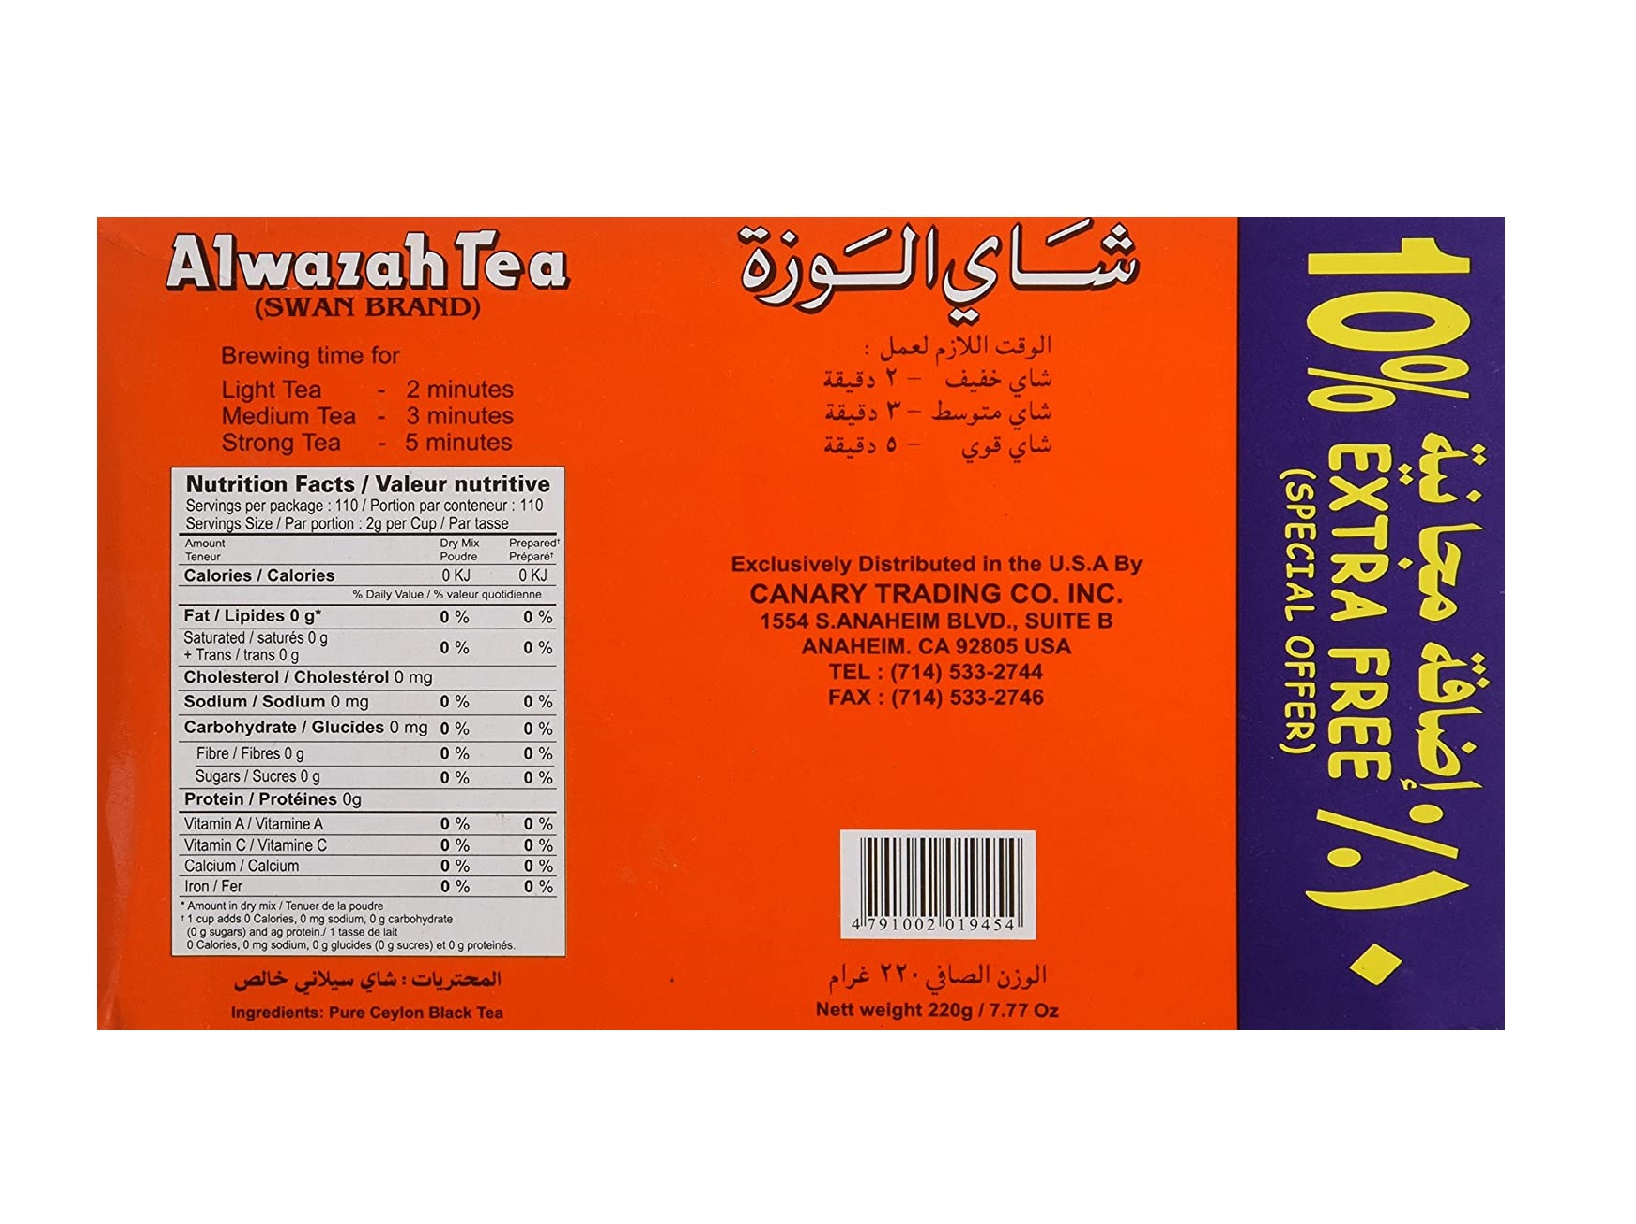 Alwazah Tea
(SWAN BRAND)
Brewing time for
Light Tea - 2 minutes
Medium Tea - 3 minutes
Strong Tea - 5 minutes
Nutrition Facts / Valeur nutritive
Servings per package : 110 / Portion par conteneur : 110
Servings Size / Par portion : 2g per Cup / Par tasse
Amount Dry Mix Prepared†
Teneur Poudre Préparé†
Calories / Calories 0 KJ 0 KJ
% Daily Value / % valeur quotidienne
Fat / Lipides 0 g* 0 % 0 %
Saturated / saturés 0 g
+ Trans / trans 0 g 0 % 0 %
Cholesterol / Cholestérol 0 mg
Sodium / Sodium 0 mg 0 % 0 %
Carbohydrate / Glucides 0 mg 0 % 0 %
Fibre / Fibres 0 g 0 % 0 %
Sugars / Sucres 0 g 0 % 0 %
Protein / Protéines 0g
Vitamin A / Vitamine A 0 % 0 %
Vitamin C / Vitamine C 0 % 0 %
Calcium / Calcium 0 % 0 %
Iron / Fer 0 % 0 %
* Amount in dry mix / Tenuer de la poudre
† 1 cup adds 0 Calories, 0 mg sodium, 0 g carbohydrate
(0 g sugars) and ag protein./ 1 tasse de lait
0 Calories, 0 mg sodium, 0 g glucides (0 g sucres) et 0 g proteinés.
المحتريات : شاي سيلاني خالص
Ingredients: Pure Ceylon Black Tea
شاي الوزة
الوقت اللازم لعمل :
شاي خفيف - ٢ دقيقة
شاي متوسط - ٣ دقيقة
شاي قوي - ٥ دقيقة
Exclusively Distributed in the U.S.A By
CANARY TRADING CO. INC.
1554 S.ANAHEIM BLVD., SUITE B
ANAHEIM. CA 92805 USA
TEL : (714) 533-2744
FAX : (714) 533-2746
4 791002 019454
الوزن الصافي ٢٢٠ غرام
Nett weight 220g / 7.77 Oz
١٠٪ إضافة مجانية
10% EXTRA FREE
(SPECIAL OFFER)